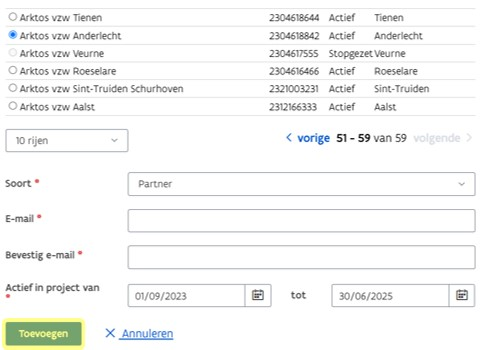 Arktos vzw Tienen 2304618644 Actief Tienen
Arktos vzw Anderlecht 2304618842 Actief Anderlecht
Arktos vzw Veurne 2304617555 Stopgezet Veurne
Arktos vzw Roeselare 2304616466 Actief Roeselare
Arktos vzw Sint-Truiden Schurhoven 2321003231 Actief Sint-Truiden
Arktos vzw Aalst 2312166333 Actief Aalst
10 rijen vorige 51 - 59 van 59 volgende
Soort * Partner
E-mail *
Bevestig e-mail *
Actief in project van
* 01/09/2023 tot 30/06/2025
Toevoegen Annuleren